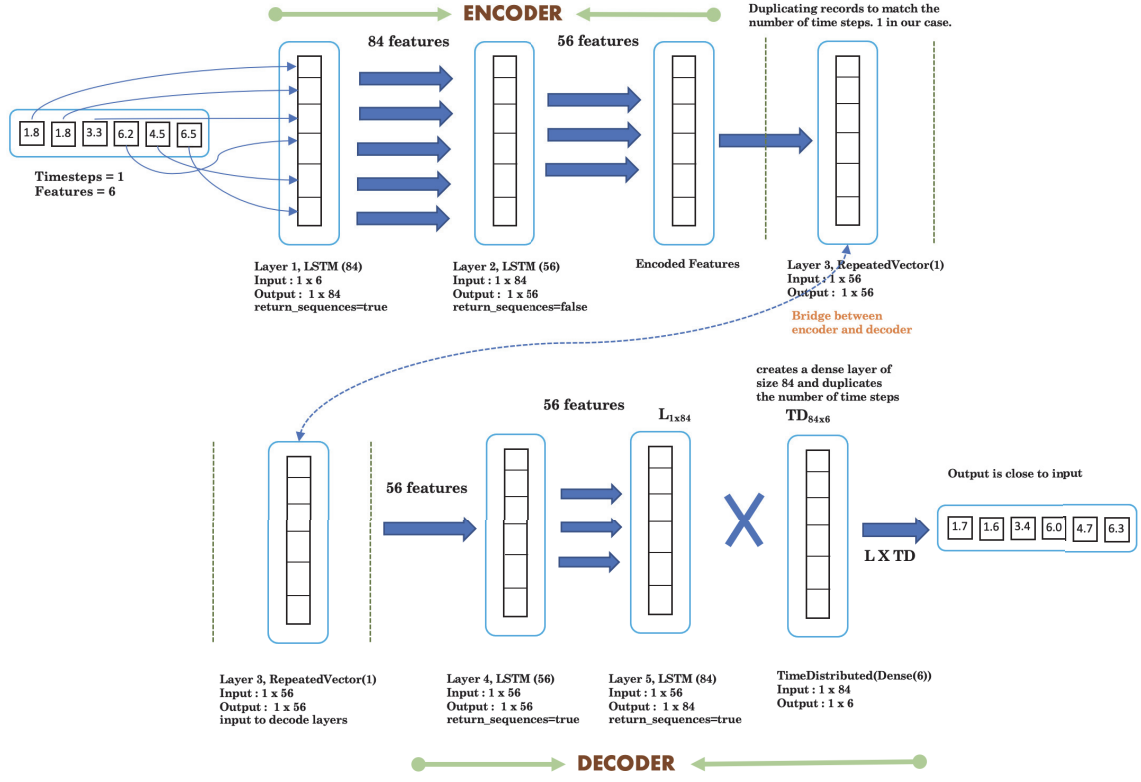 ENCODER
Duplicating records to match the
number of time steps. 1 in our case.
84 features
56 features
1.8 1.8 3.3 6.2 4.5 6.5
Timesteps = 1
Features = 6
Layer 1, LSTM (84)
Input : 1 x 6
Output : 1 x 84
return_sequences=true
Layer 2, LSTM (56)
Input : 1 x 84
Output : 1 x 56
return_sequences=false
Encoded Features
Layer 3, RepeatedVector(1)
Input : 1 x 56
Output : 1 x 56
Bridge between
encoder and decoder
creates a dense layer of
size 84 and duplicates
the number of time steps
56 features
L1x84
TD84x6
56 features
Output is close to input
1.7 1.6 3.4 6.0 4.7 6.3
L X TD
Layer 3, RepeatedVector(1)
Input : 1 x 56
Output : 1 x 56
input to decode layers
Layer 4, LSTM (56)
Input : 1 x 56
Output : 1 x 56
return_sequences=true
Layer 5, LSTM (84)
Input : 1 x 56
Output : 1 x 84
return_sequences=true
TimeDistributed(Dense(6))
Input : 1 x 84
Output : 1 x 6
DECODER